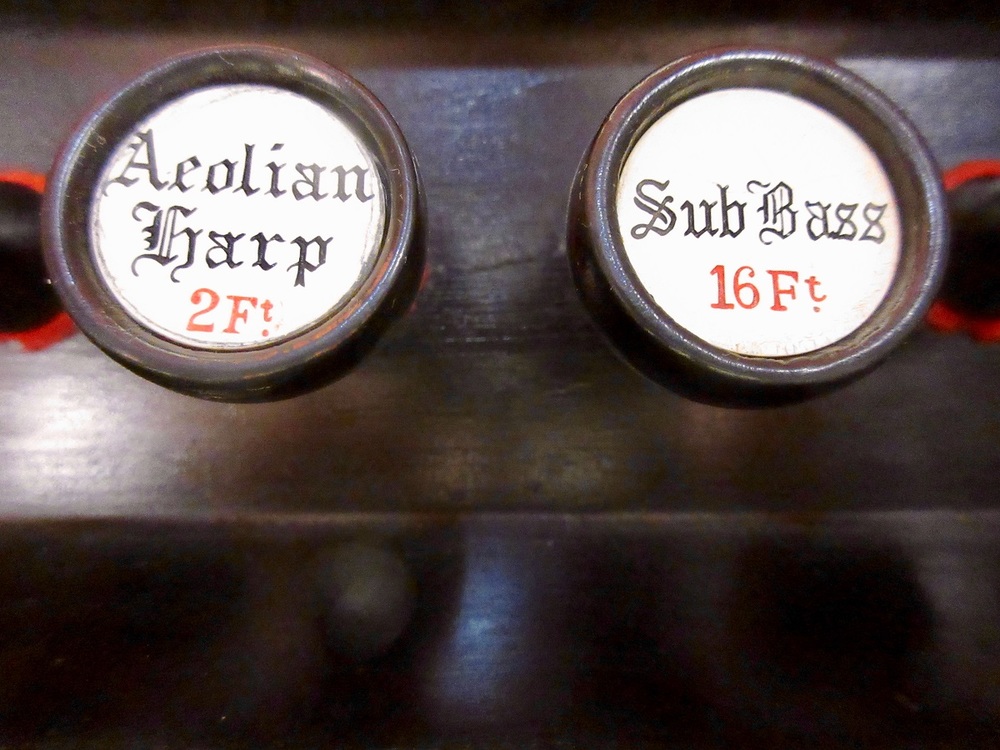 Aeolian
Harp
2Ft.
Sub Bass
16Ft.